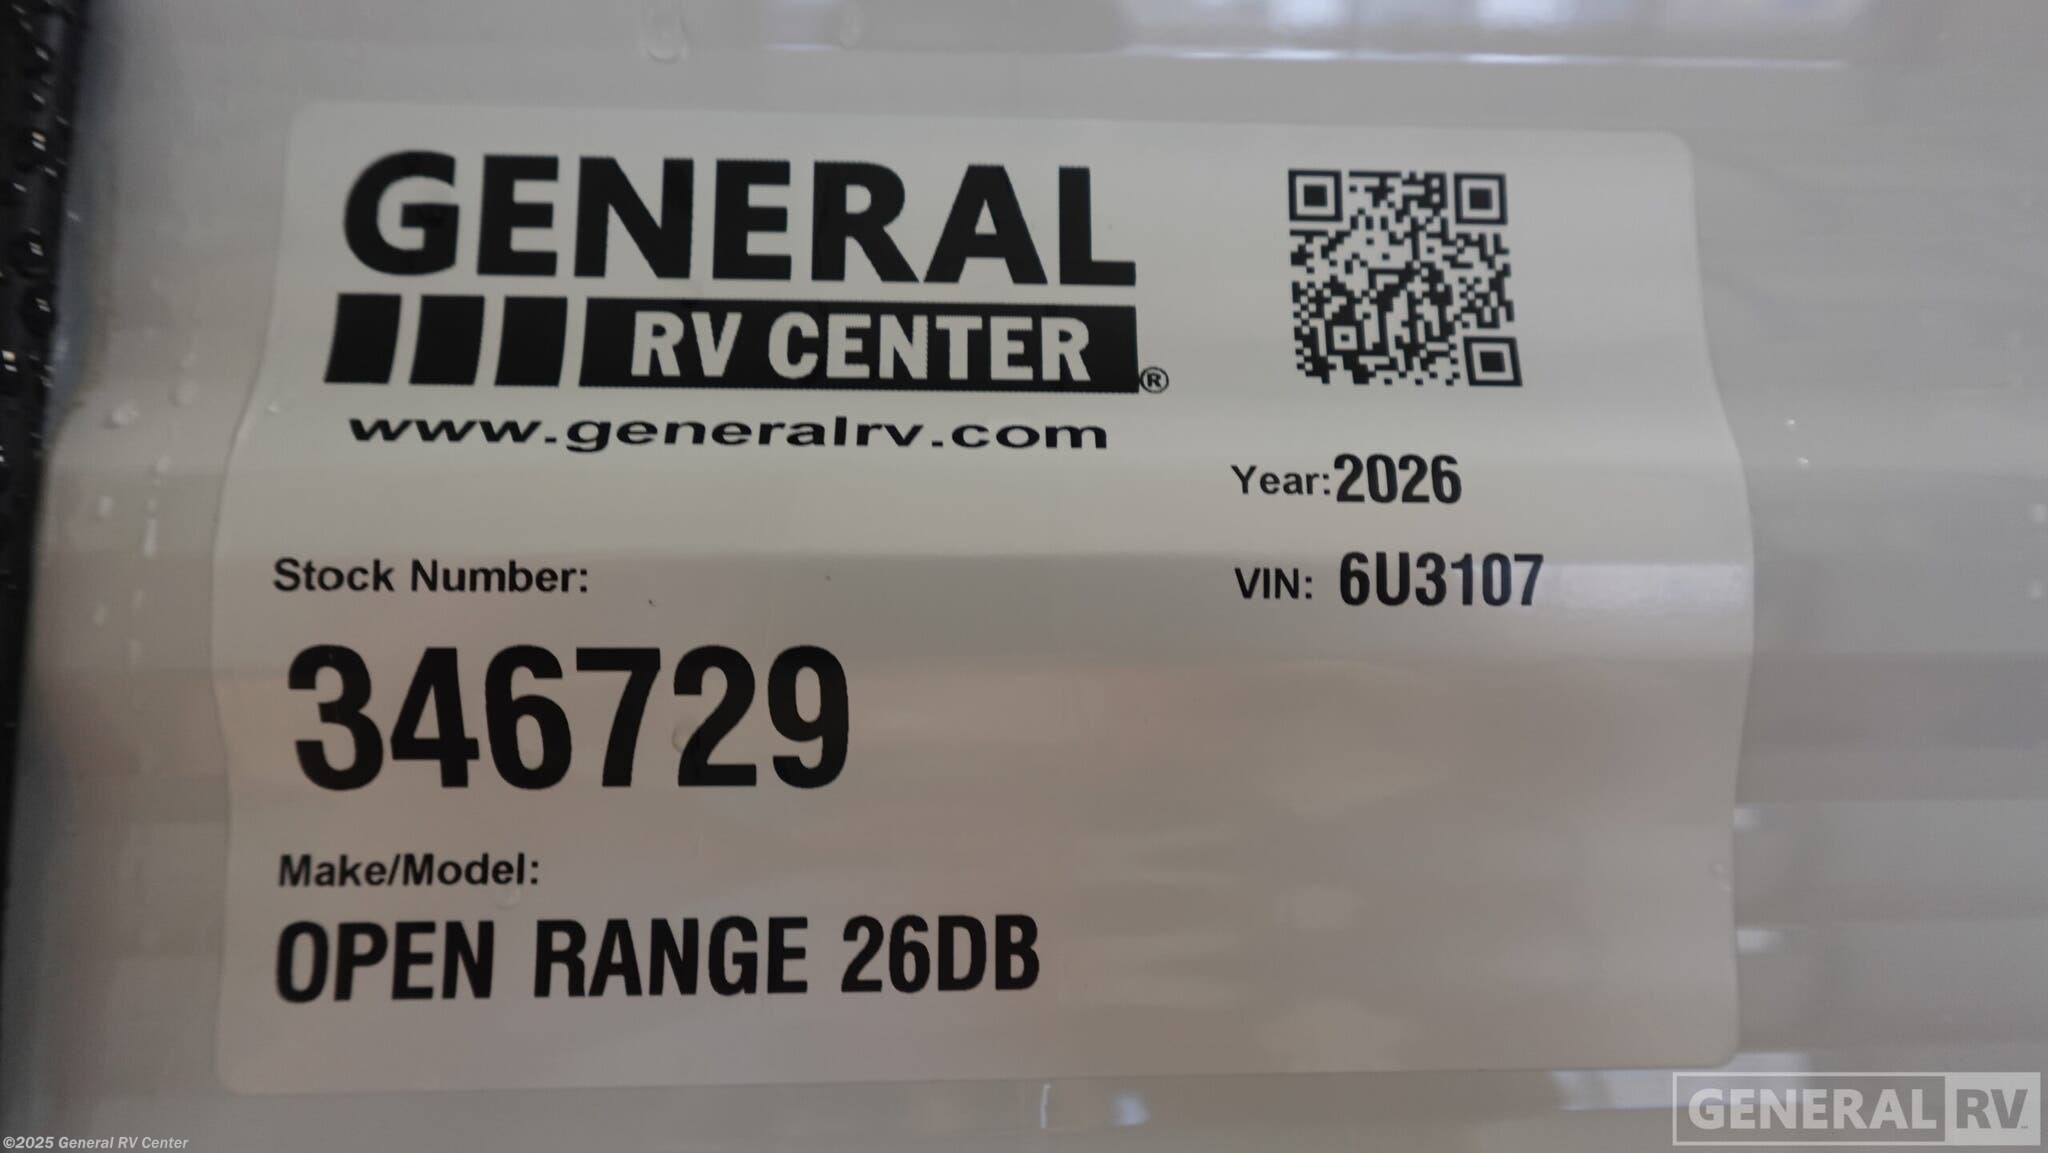 GENERAL
RV CENTER®
www.generalrv.com
Year: 2026
VIN: 6U3107
Stock Number:
346729
Make/Model:
OPEN RANGE 26DB
©2025 General RV Center
GENERAL RV